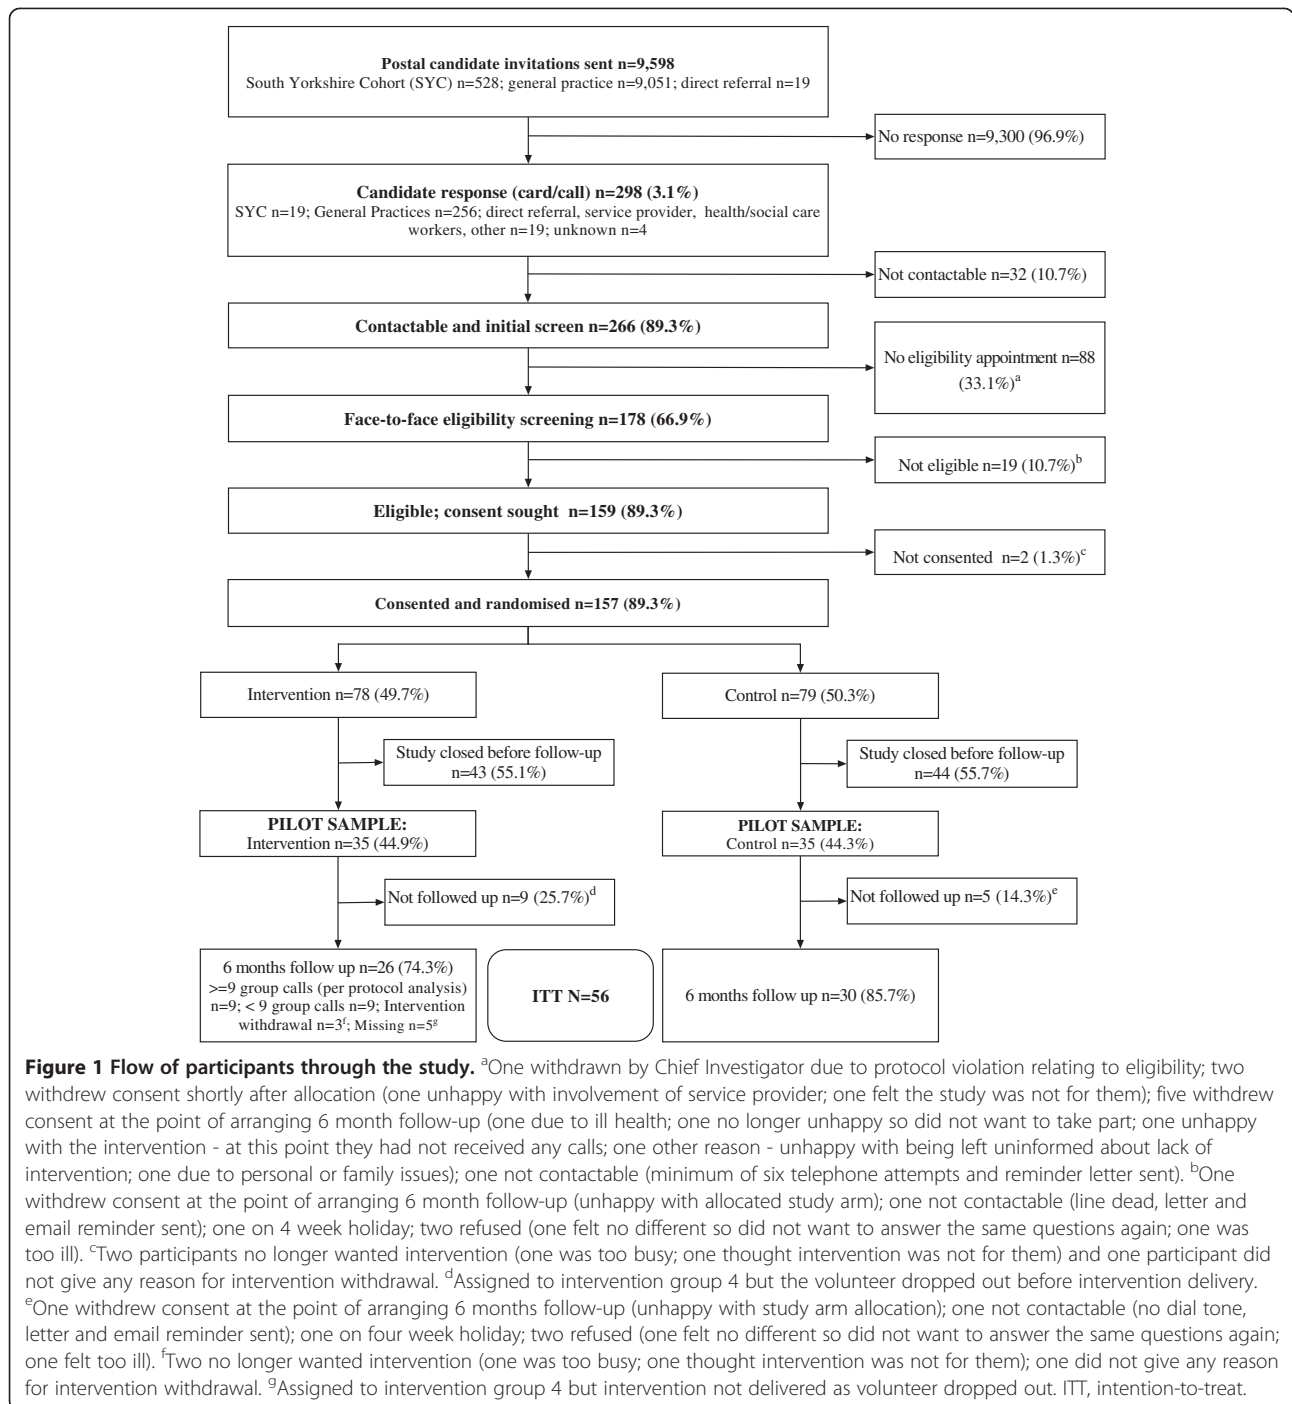 Postal candidate invitations sent n=9,598
South Yorkshire Cohort (SYC) n=528; general practice n=9,051; direct referral n=19
No response n=9,300 (96.9%)
Candidate response (card/call) n=298 (3.1%)
SYC n=19; General Practices n=256; direct referral, service provider, health/social care
workers, other n=19; unknown n=4
Not contactable n=32 (10.7%)
Contactable and initial screen n=266 (89.3%)
No eligibility appointment n=88
(33.1%)a
Face-to-face eligibility screening n=178 (66.9%)
Not eligible n=19 (10.7%)b
Eligible; consent sought n=159 (89.3%)
Not consented n=2 (1.3%)c
Consented and randomised n=157 (89.3%)
Intervention n=78 (49.7%)
Control n=79 (50.3%)
Study closed before follow-up
n=43 (55.1%)
Study closed before follow-up
n=44 (55.7%)
PILOT SAMPLE:
Intervention n=35 (44.9%)
PILOT SAMPLE:
Control n=35 (44.3%)
Not followed up n=9 (25.7%)d
Not followed up n=5 (14.3%)e
6 months follow up n=26 (74.3%)
>=9 group calls (per protocol analysis)
n=9; < 9 group calls n=9; Intervention
withdrawal n=3f; Missing n=5g
ITT N=56
6 months follow up n=30 (85.7%)
Figure 1 Flow of participants through the study. aOne withdrawn by Chief Investigator due to protocol violation relating to eligibility; two
withdrew consent shortly after allocation (one unhappy with involvement of service provider; one felt the study was not for them); five withdrew
consent at the point of arranging 6 month follow-up (one due to ill health; one no longer unhappy so did not want to take part; one unhappy
with the intervention - at this point they had not received any calls; one other reason - unhappy with being left uninformed about lack of
intervention; one due to personal or family issues); one not contactable (minimum of six telephone attempts and reminder letter sent). bOne
withdrew consent at the point of arranging 6 month follow-up (unhappy with allocated study arm); one not contactable (line dead, letter and
email reminder sent); one on 4 week holiday; two refused (one felt no different so did not want to answer the same questions again; one was
too ill). cTwo participants no longer wanted intervention (one was too busy; one thought intervention was not for them) and one participant did
not give any reason for intervention withdrawal. dAssigned to intervention group 4 but the volunteer dropped out before intervention delivery.
eOne withdrew consent at the point of arranging 6 months follow-up (unhappy with study arm allocation); one not contactable (no dial tone,
letter and email reminder sent); one on four week holiday; two refused (one felt no different so did not want to answer the same questions again;
one felt too ill). fTwo no longer wanted intervention (one was too busy; one thought intervention was not for them); one did not give any reason
for intervention withdrawal. gAssigned to intervention group 4 but intervention not delivered as volunteer dropped out. ITT, intention-to-treat.